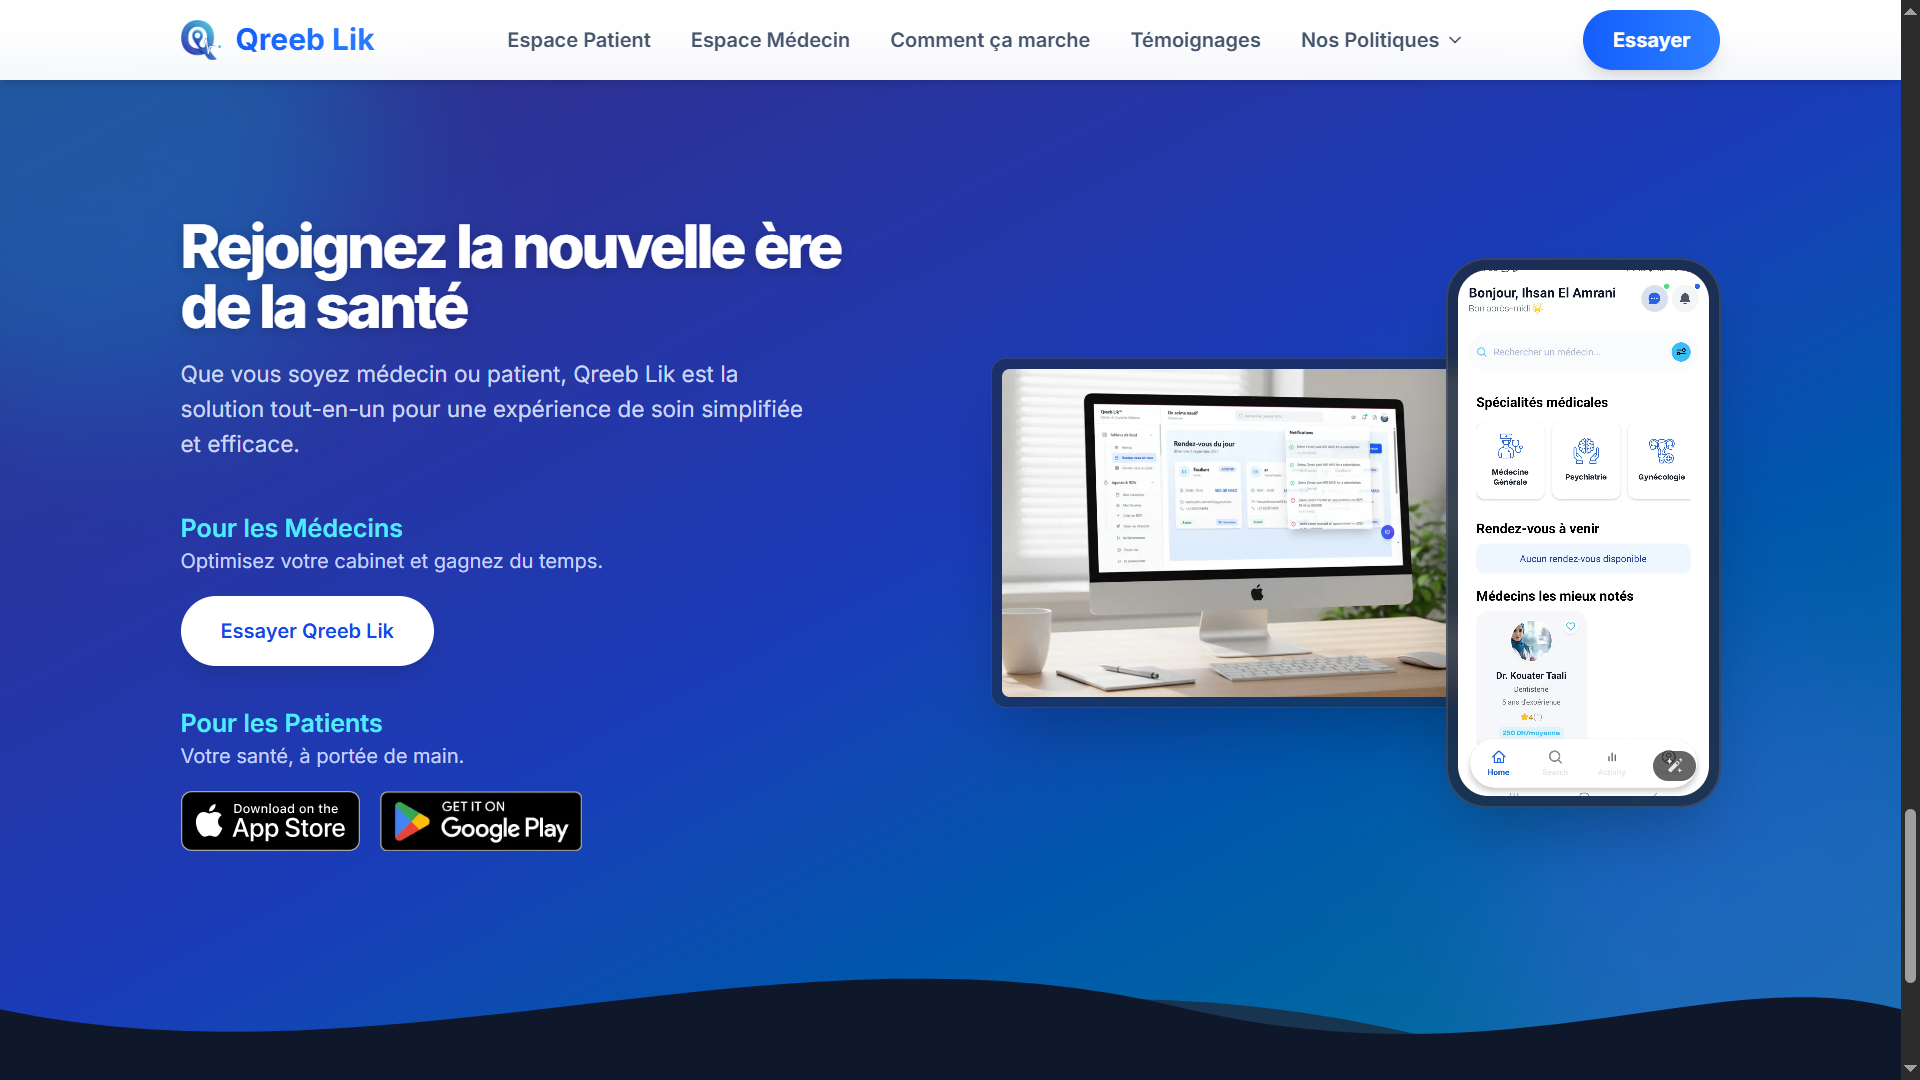 Qreeb Lik
Espace Patient
Espace Médecin
Comment ça marche
Témoignages
Nos Politiques
Essayer
Rejoignez la nouvelle ère
de la santé
Que vous soyez médecin ou patient, Qreeb Lik est la
solution tout-en-un pour une expérience de soin simplifiée
et efficace.
Pour les Médecins
Optimisez votre cabinet et gagnez du temps.
Essayer Qreeb Lik
Pour les Patients
Votre santé, à portée de main.
Download on the
App Store
GET IT ON
Google Play
Rendez-vous du jour
Notifications
Bonjour, Ihsan El Amrani
Bon après-midi
Rechercher un médecin...
Spécialités médicales
Médecine
Générale
Psychiatrie
Gynécologie
Rendez-vous à venir
Aucun rendez-vous disponible
Médecins les mieux notés
Dr. Kouater Taali
Dentisterie
5 ans d'expérience
4(1)
250 DH/moyenne
Home
Search
Activity